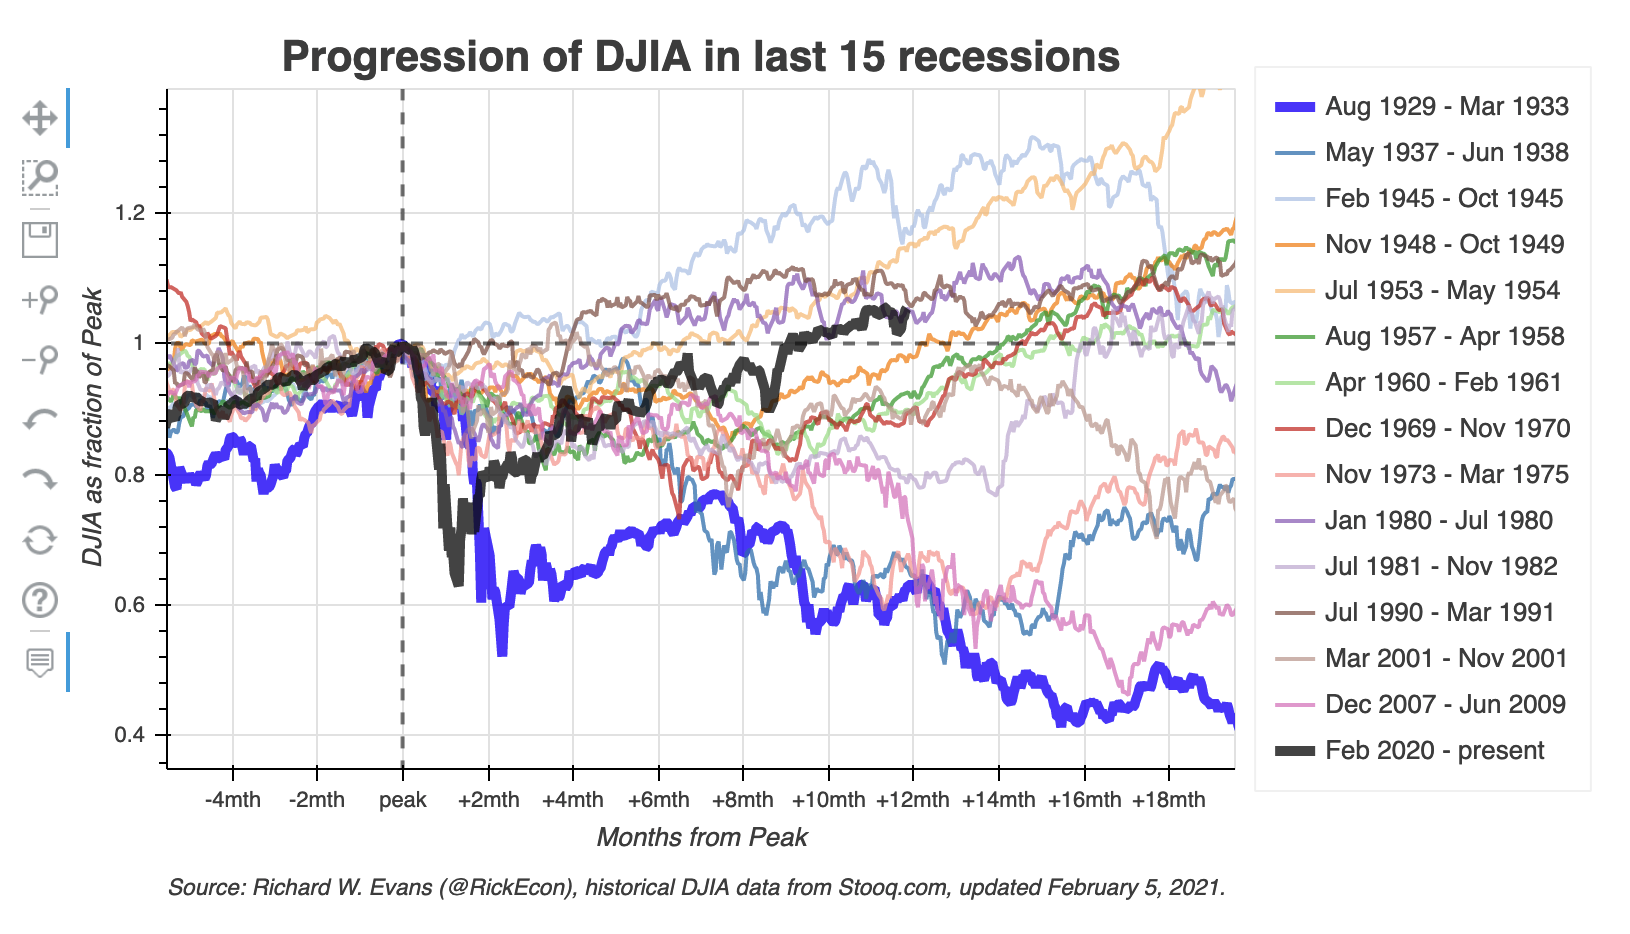 Progression of DJIA in last 15 recessions
DJIA as fraction of Peak
1.2
1
0.8
0.6
0.4
-4mth -2mth peak +2mth +4mth +6mth +8mth +10mth +12mth +14mth +16mth +18mth
Months from Peak
Aug 1929 - Mar 1933
May 1937 - Jun 1938
Feb 1945 - Oct 1945
Nov 1948 - Oct 1949
Jul 1953 - May 1954
Aug 1957 - Apr 1958
Apr 1960 - Feb 1961
Dec 1969 - Nov 1970
Nov 1973 - Mar 1975
Jan 1980 - Jul 1980
Jul 1981 - Nov 1982
Jul 1990 - Mar 1991
Mar 2001 - Nov 2001
Dec 2007 - Jun 2009
Feb 2020 - present
Source: Richard W. Evans (@RickEcon), historical DJIA data from Stooq.com, updated February 5, 2021.